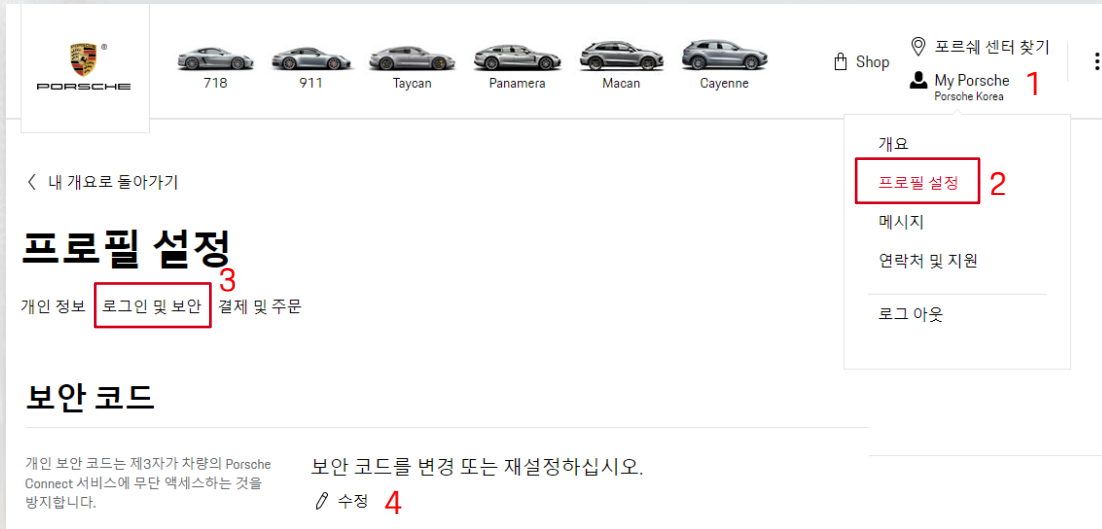 PORSCHE
718
911
Taycan
Panamera
Macan
Cayenne
Shop
포르쉐 센터 찾기
My Porsche
Porsche Korea
1
개요
프로필 설정
2
메시지
연락처 및 지원
로그 아웃
내 개요로 돌아가기
프로필 설정
3
개인 정보 로그인 및 보안 결제 및 주문
보안 코드
개인 보안 코드는 제3자가 차량의 Porsche
Connect 서비스에 무단 액세스하는 것을
방지합니다.
보안 코드를 변경 또는 재설정하십시오.
수정 4